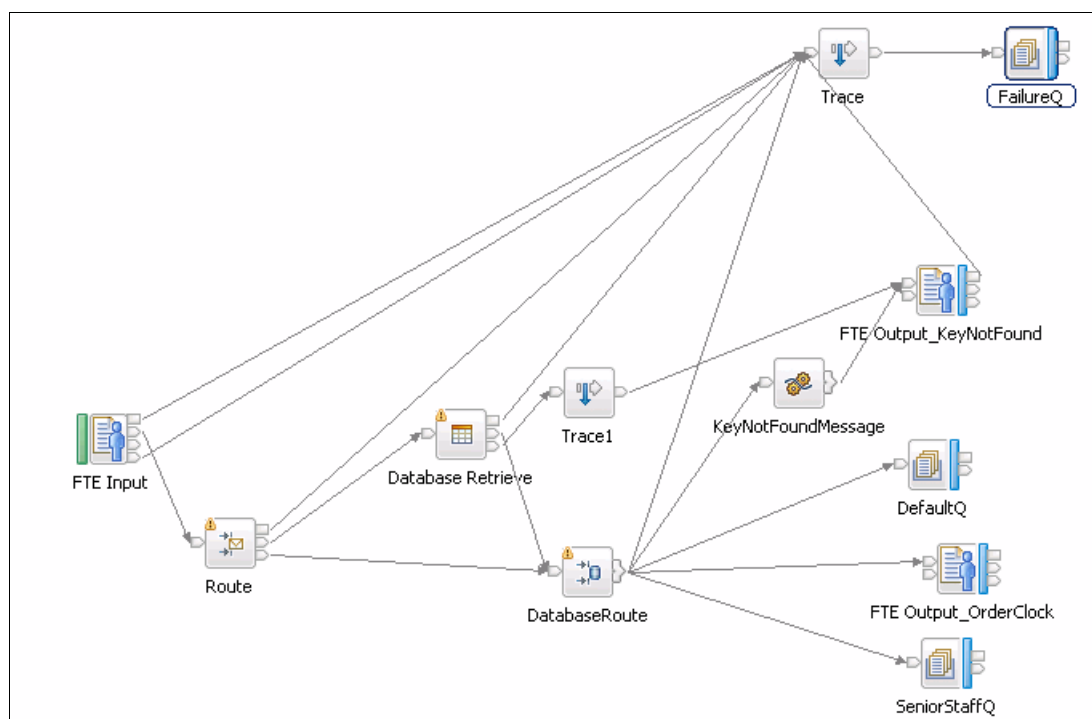 Trace
FailureQ
FTE Output_KeyNotFound
Trace1
KeyNotFoundMessage
FTE Input
Database Retrieve
DefaultQ
Route
DatabaseRoute
FTE Output_OrderClock
SeniorStaffQ